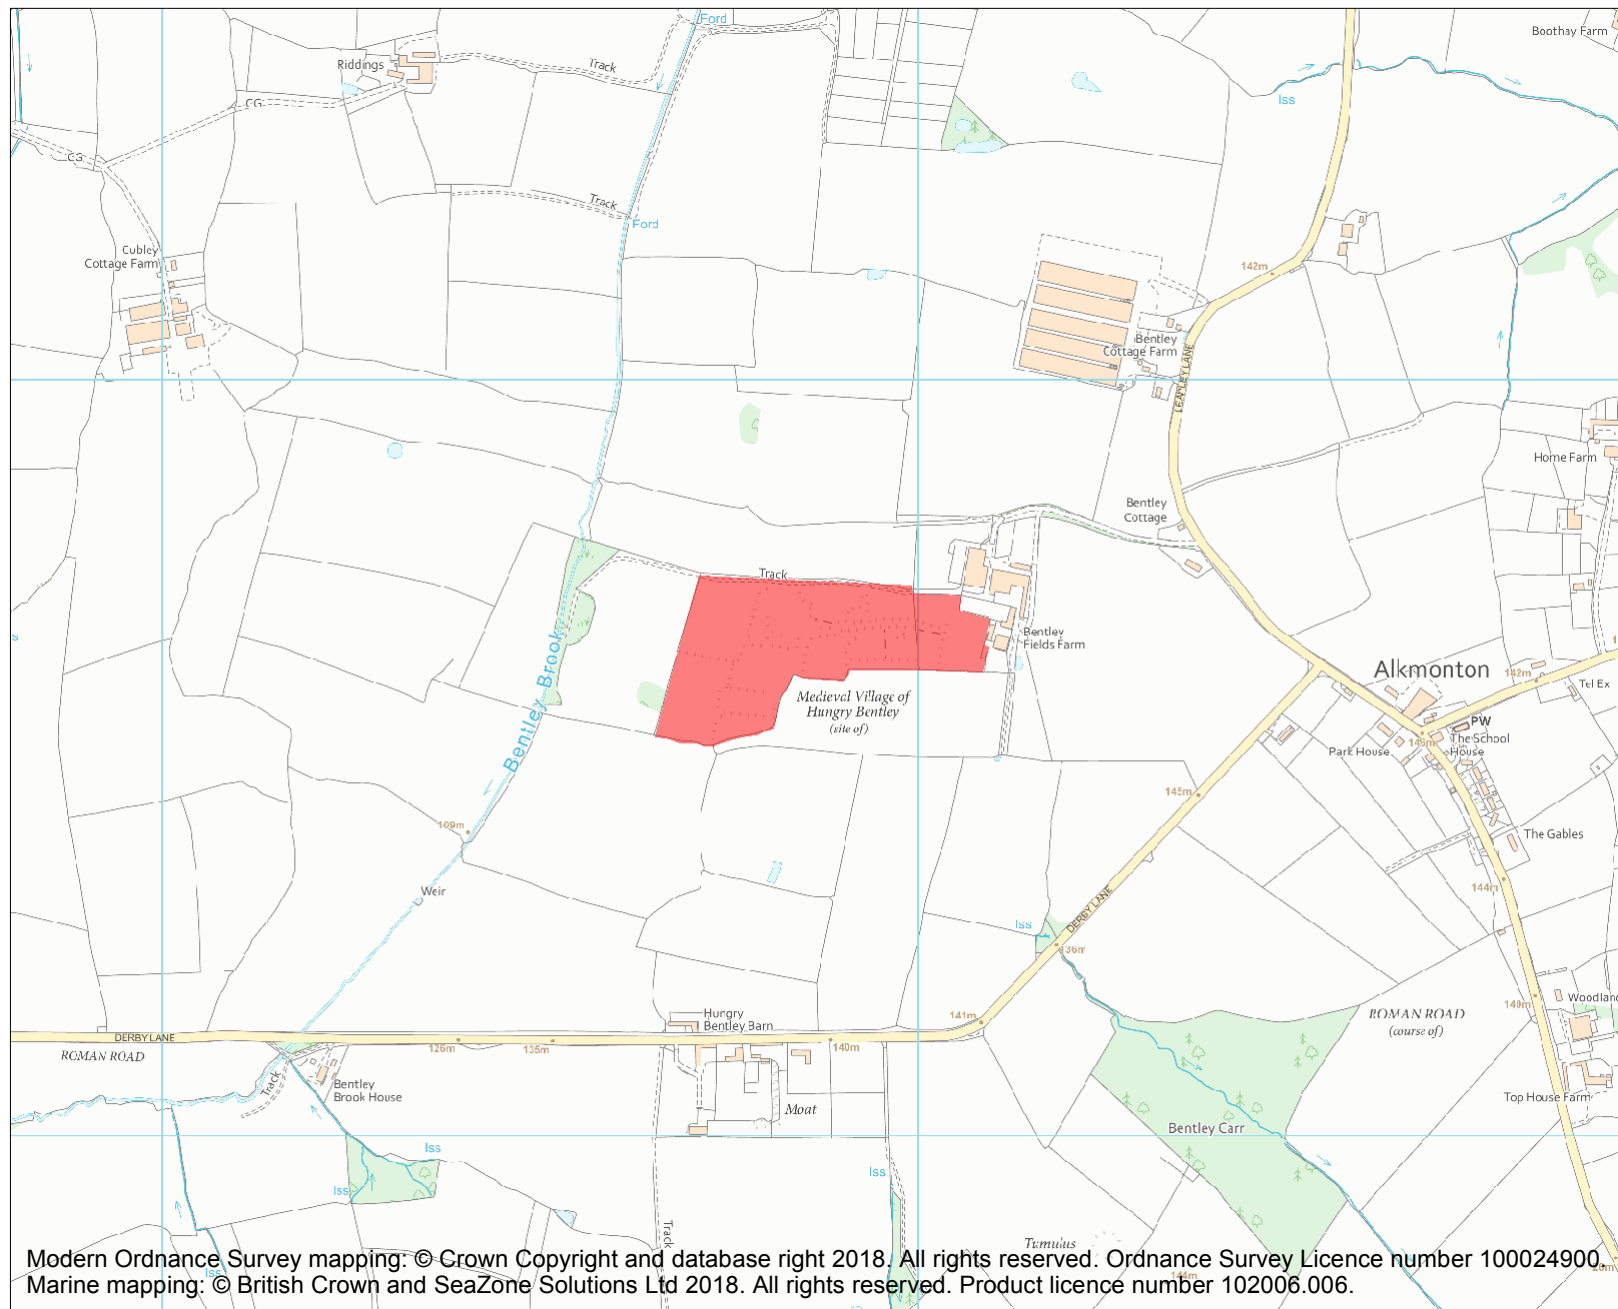 Ford
Boothay Farm
Riddings
Track
CG
Iss
CG
Track
Ford
Cubley
Cottage Farm
142m
Bentley
Cottage Farm
LEAPLEY LANE
Home Farm
Bentley
Cottage
Track
Bentley Brook
Bentley
Fields Farm
Medieval Village of
Hungry Bentley
(site of)
Alkmonton
142m
Tel Ex
PW
The School
House
Park House
145m
The Gables
109m
144m
Weir
DERBY LANE
Iss
136m
Hungry
Bentley Barn
141m
140m
Woodland
ROMAN ROAD
(course of)
DERBY LANE
ROMAN ROAD
126m
135m
140m
Track
Bentley
Brook House
Moat
Top House Farm
Bentley Carr
Iss
Iss
Iss
Track
Tumulus
144m
Iss
Modern Ordnance Survey mapping: © Crown Copyright and database right 2018. All rights reserved. Ordnance Survey Licence number 100024900.
Marine mapping: © British Crown and SeaZone Solutions Ltd 2018. All rights reserved. Product licence number 102006.006.